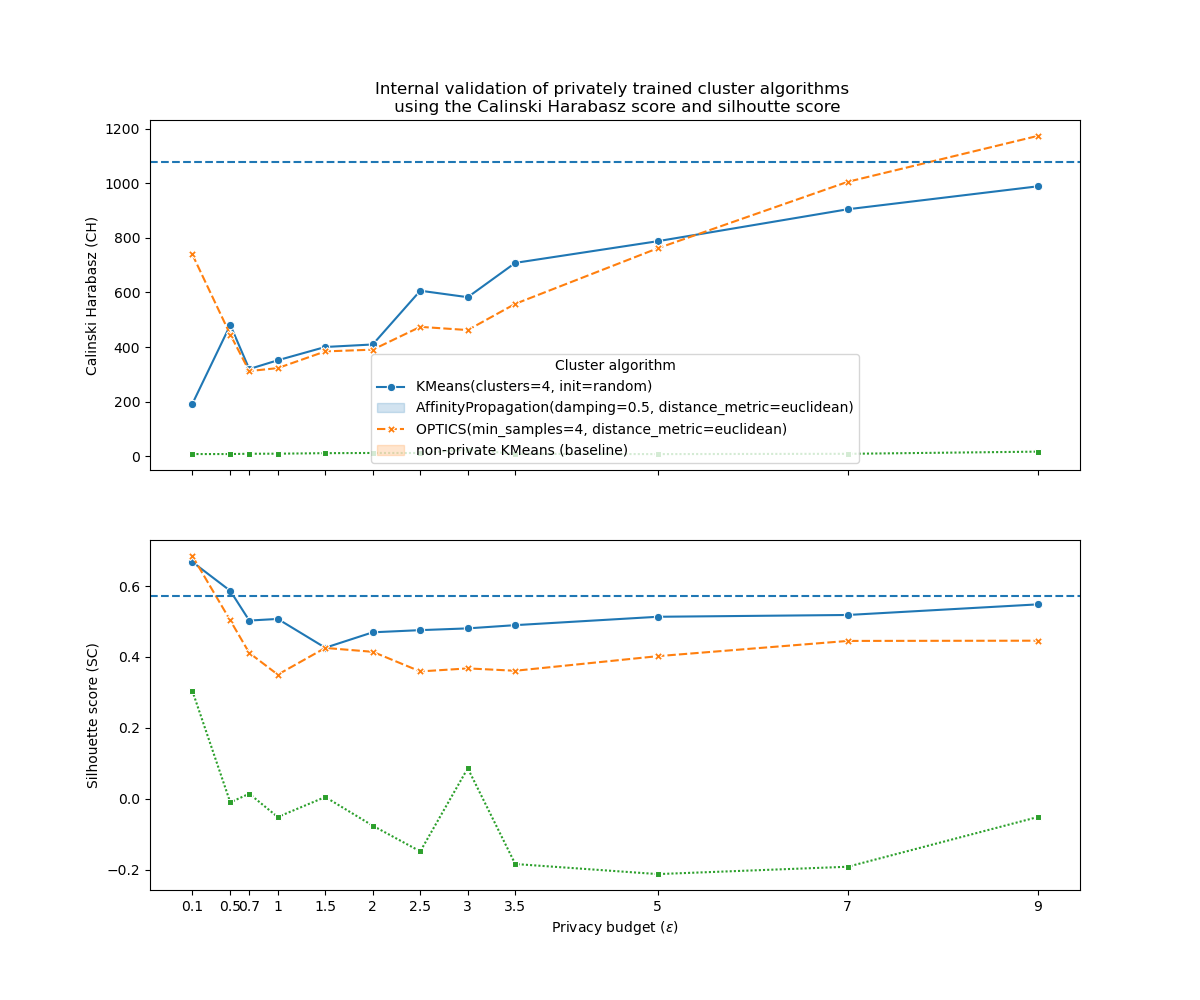 Internal validation of privately trained cluster algorithms
using the Calinski Harabasz score and silhoutte score
1200
1000
800
600
400
200
0
Calinski Harabasz (CH)
Cluster algorithm
KMeans(clusters=4, init=random)
AffinityPropagation(damping=0.5, distance_metric=euclidean)
OPTICS(min_samples=4, distance_metric=euclidean)
non-private KMeans (baseline)
0.6
0.4
0.2
0.0
−0.2
Silhouette score (SC)
0.1 0.5 0.7 1 1.5 2 2.5 3 3.5 5 7 9
Privacy budget (ε)